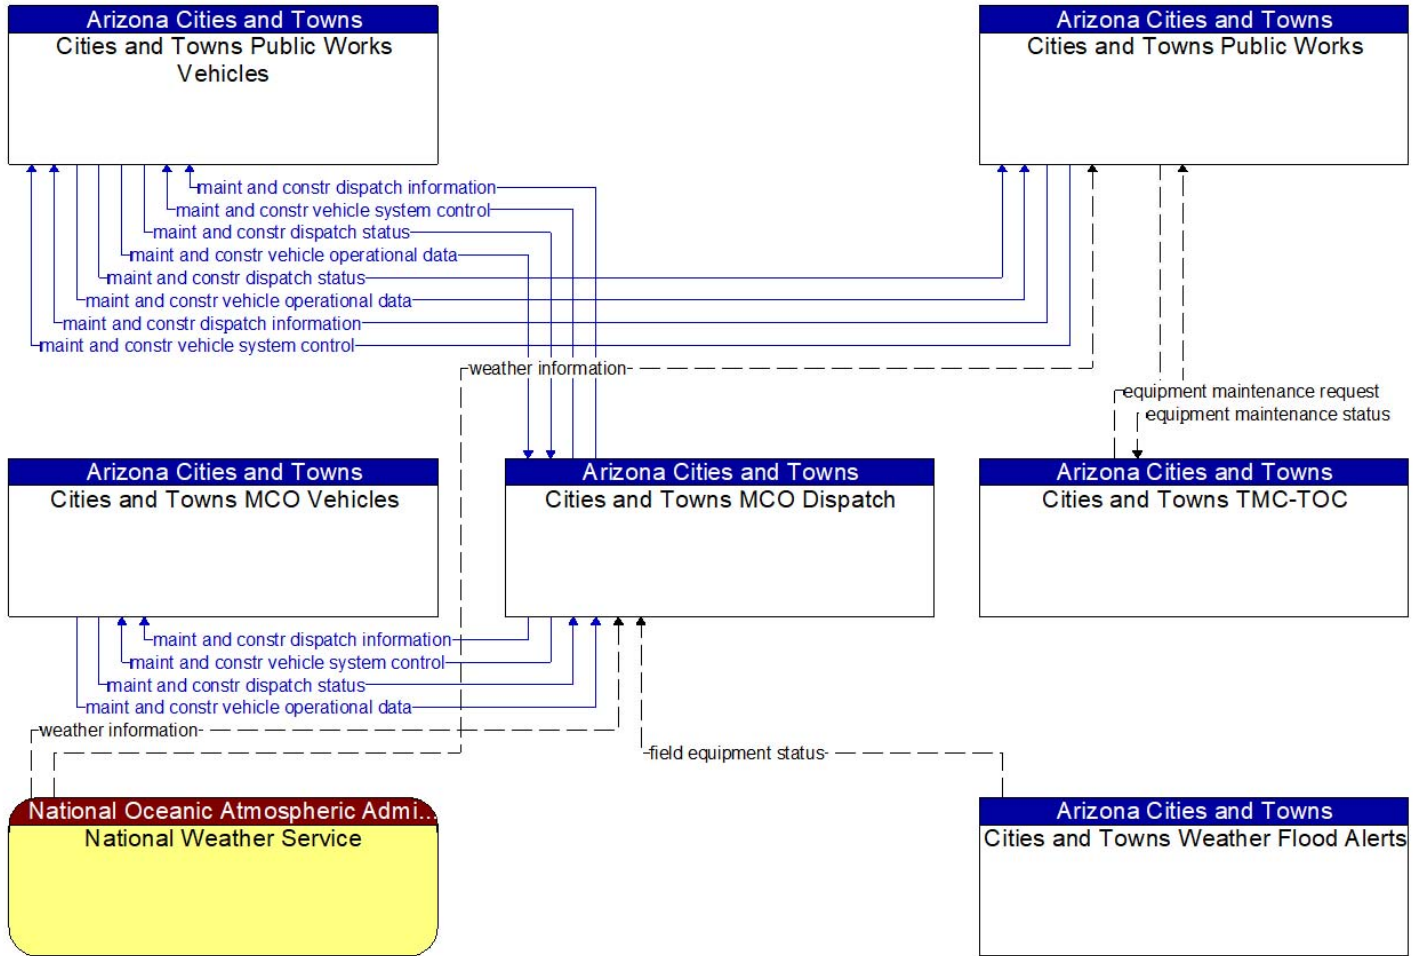 Arizona Cities and Towns
Cities and Towns Public Works
Vehicles
Arizona Cities and Towns
Cities and Towns Public Works
maint and constr dispatch information
maint and constr vehicle system control
maint and constr dispatch status
maint and constr vehicle operational data
maint and constr dispatch status
maint and constr vehicle operational data
maint and constr dispatch information
maint and constr vehicle system control
weather information
equipment maintenance request
equipment maintenance status
Arizona Cities and Towns
Cities and Towns MCO Vehicles
Arizona Cities and Towns
Cities and Towns MCO Dispatch
Arizona Cities and Towns
Cities and Towns TMC-TOC
maint and constr dispatch information
maint and constr vehicle system control
maint and constr dispatch status
maint and constr vehicle operational data
weather information
field equipment status
National Oceanic Atmospheric Admi...
National Weather Service
Arizona Cities and Towns
Cities and Towns Weather Flood Alerts